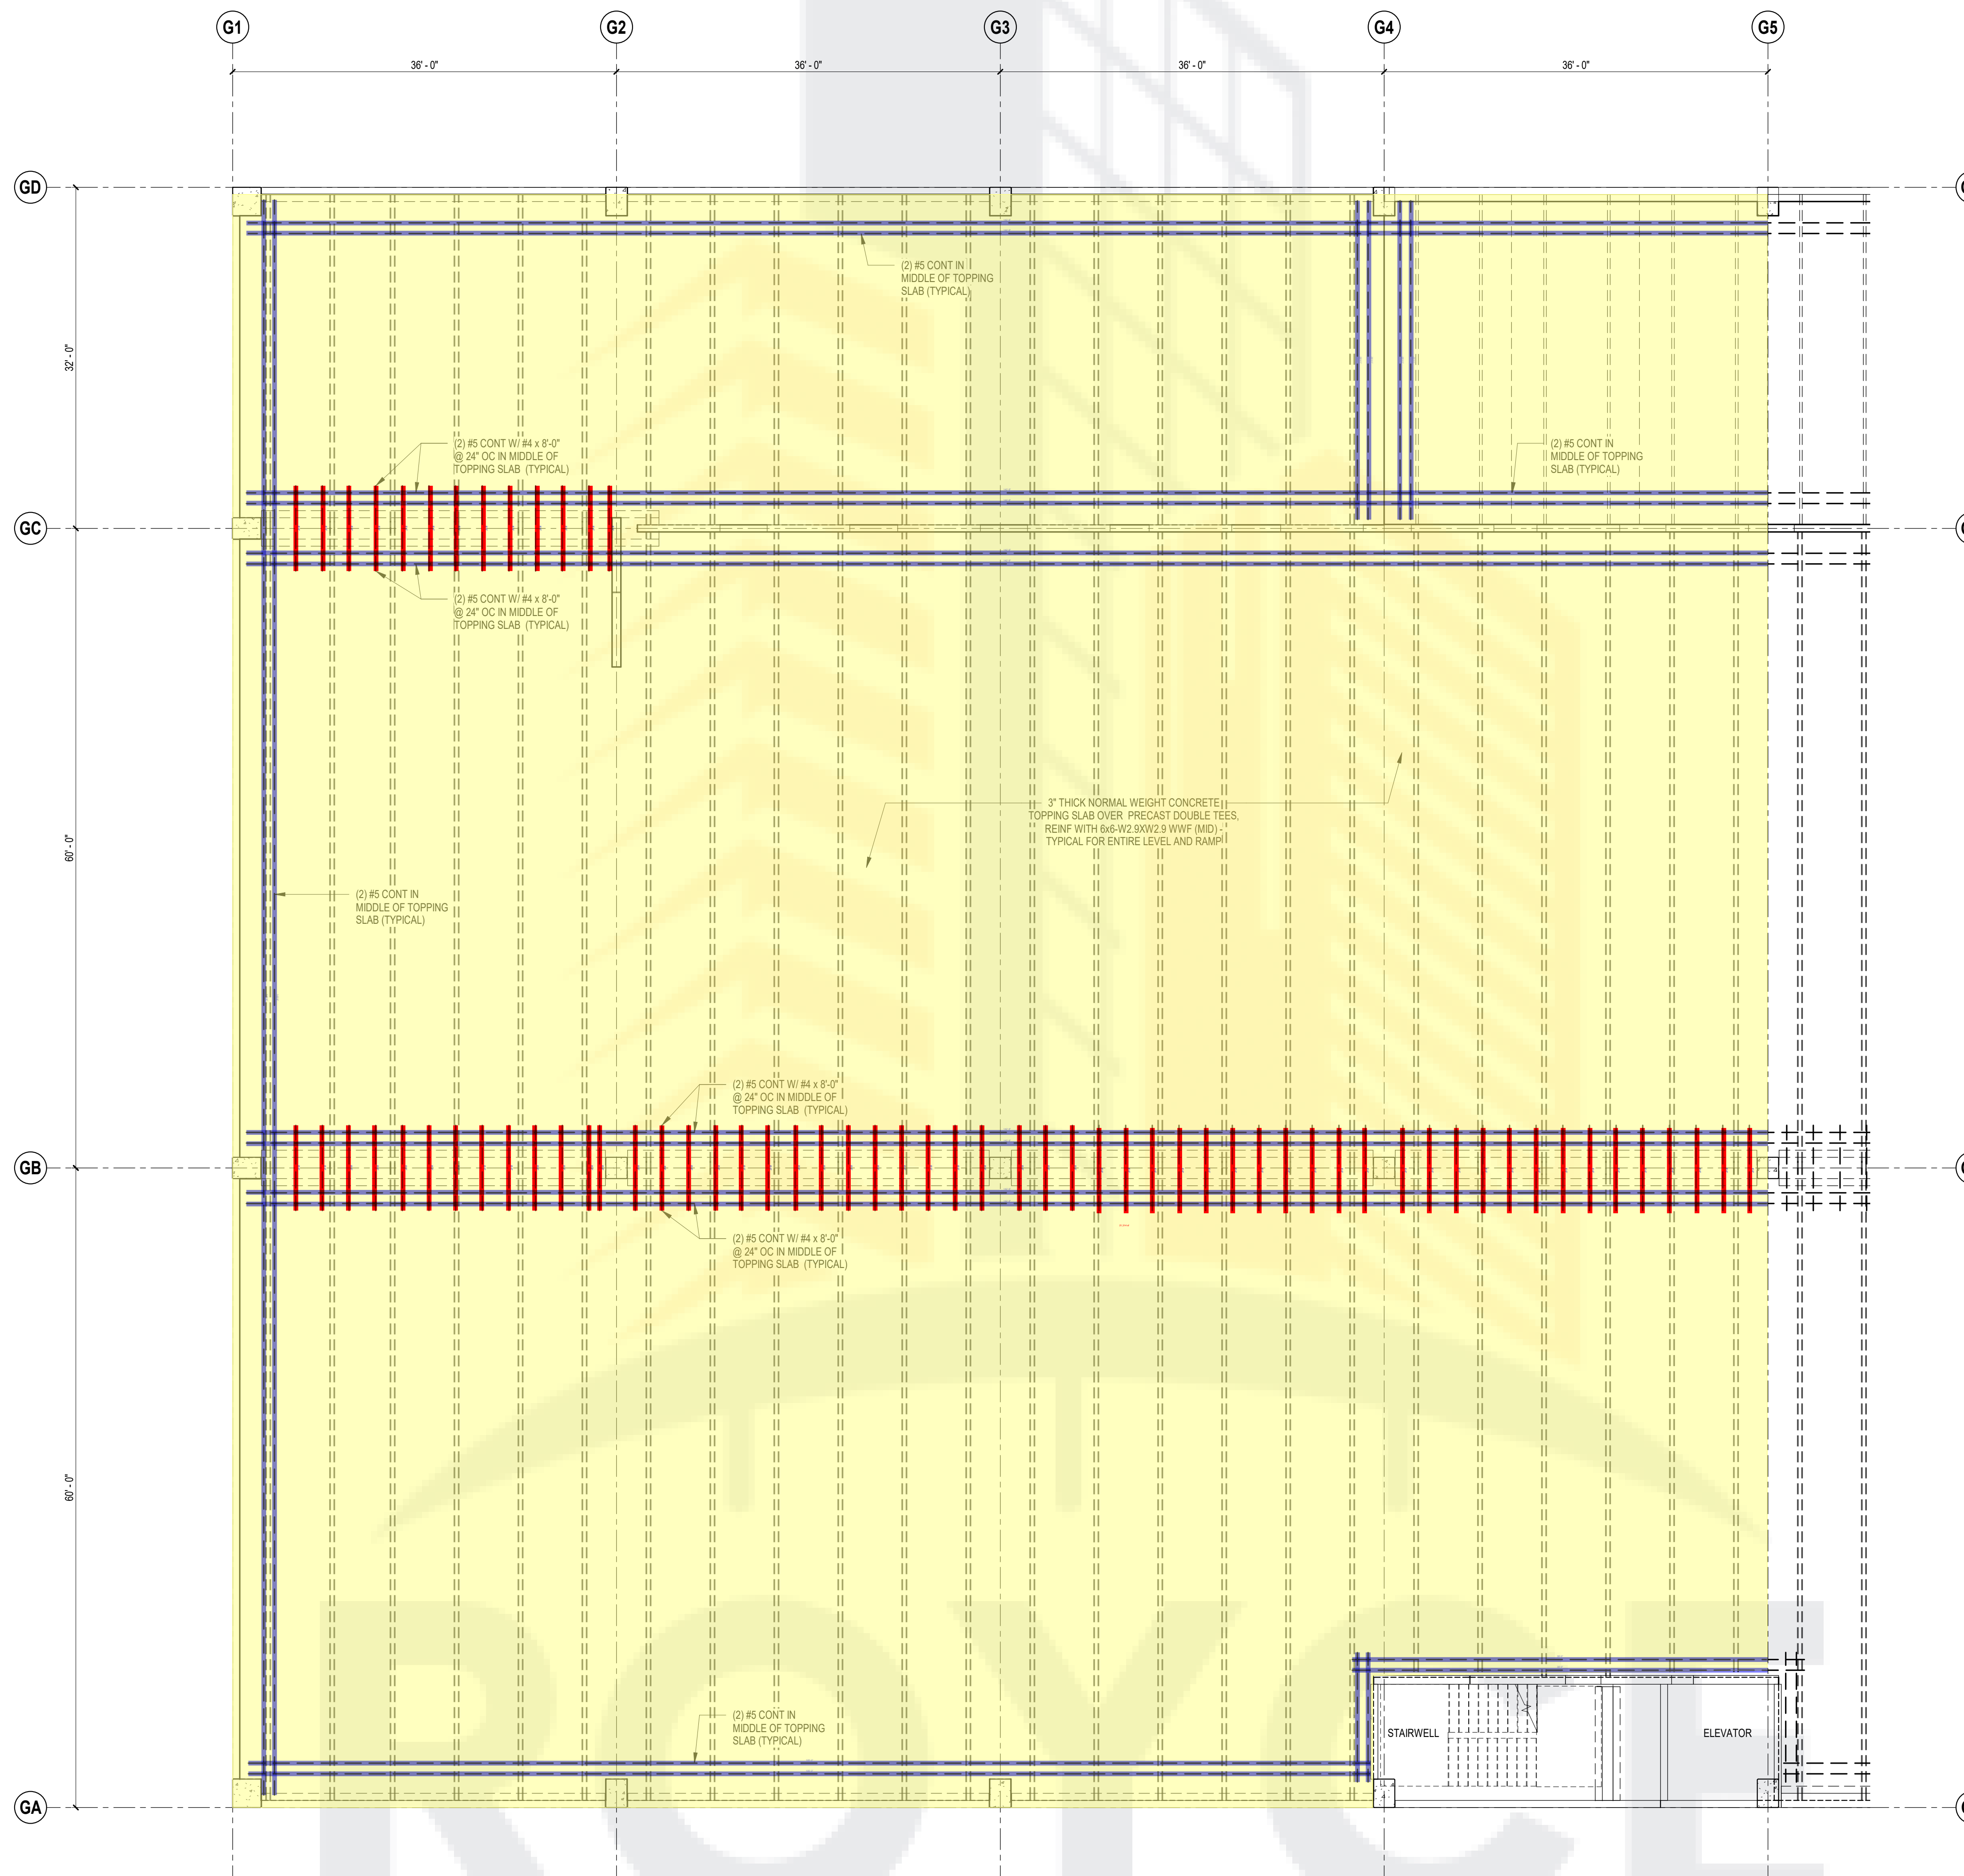 G1
G2
G3
G4
G5
36' - 0"
36' - 0"
36' - 0"
36' - 0"
GD
(2) #5 CONT IN
MIDDLE OF TOPPING
SLAB (TYPICAL)
32' - 0"
(2) #5 CONT W/ #4 x 8'-0"
@ 24" OC IN MIDDLE OF
TOPPING SLAB (TYPICAL)
(2) #5 CONT IN
MIDDLE OF TOPPING
SLAB (TYPICAL)
GC
(2) #5 CONT W/ #4 x 8'-0"
@ 24" OC IN MIDDLE OF
TOPPING SLAB (TYPICAL)
3" THICK NORMAL WEIGHT CONCRETE
TOPPING SLAB OVER PRECAST DOUBLE TEES,
REINF WITH 6x6-W2.9XW2.9 WWF (MID) -
TYPICAL FOR ENTIRE LEVEL AND RAMP
60' - 0"
(2) #5 CONT IN
MIDDLE OF TOPPING
SLAB (TYPICAL)
(2) #5 CONT W/ #4 x 8'-0"
@ 24" OC IN MIDDLE OF
TOPPING SLAB (TYPICAL)
GB
(2) #5 CONT W/ #4 x 8'-0"
@ 24" OC IN MIDDLE OF
TOPPING SLAB (TYPICAL)
60' - 0"
ROYCE
(2) #5 CONT IN
MIDDLE OF TOPPING
SLAB (TYPICAL)
STAIRWELL
ELEVATOR
GA